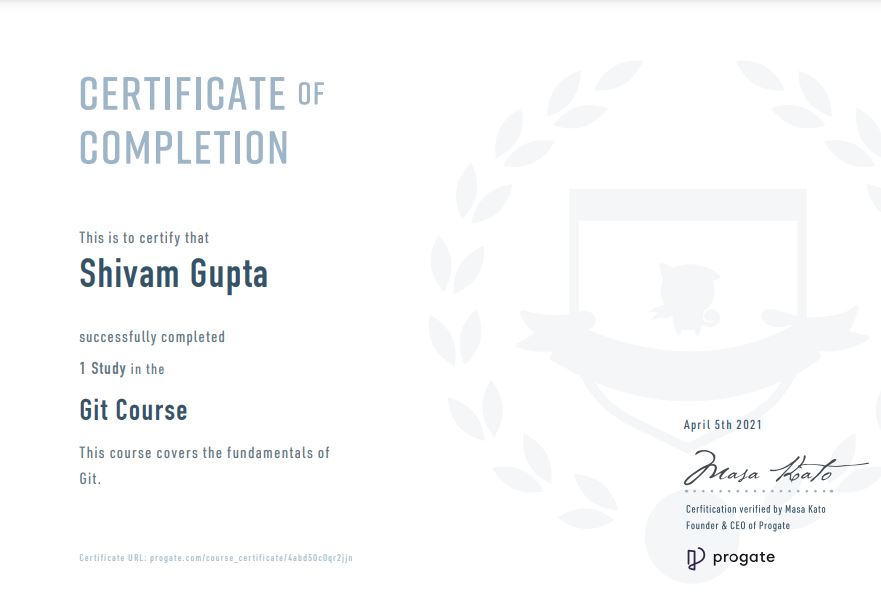 CERTIFICATE OF
COMPLETION
This is to certify that
Shivam Gupta
successfully completed
1 Study in the
Git Course
This course covers the fundamentals of
Git.
April 5th 2021
Masa Kato
Cerfitication verified by Masa Kato
Founder & CEO of Progate
progate
Certificate URL: progate.com/course_certificate/4abd50c0qr2jjn